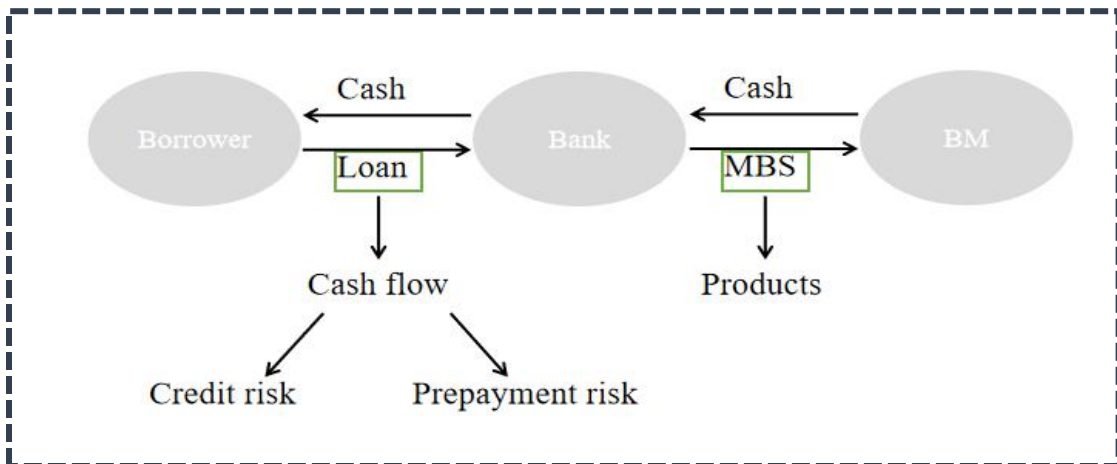 Cash
Cash
Borrower
Bank
BM
Loan
MBS
Cash flow
Products
Credit risk
Prepayment risk